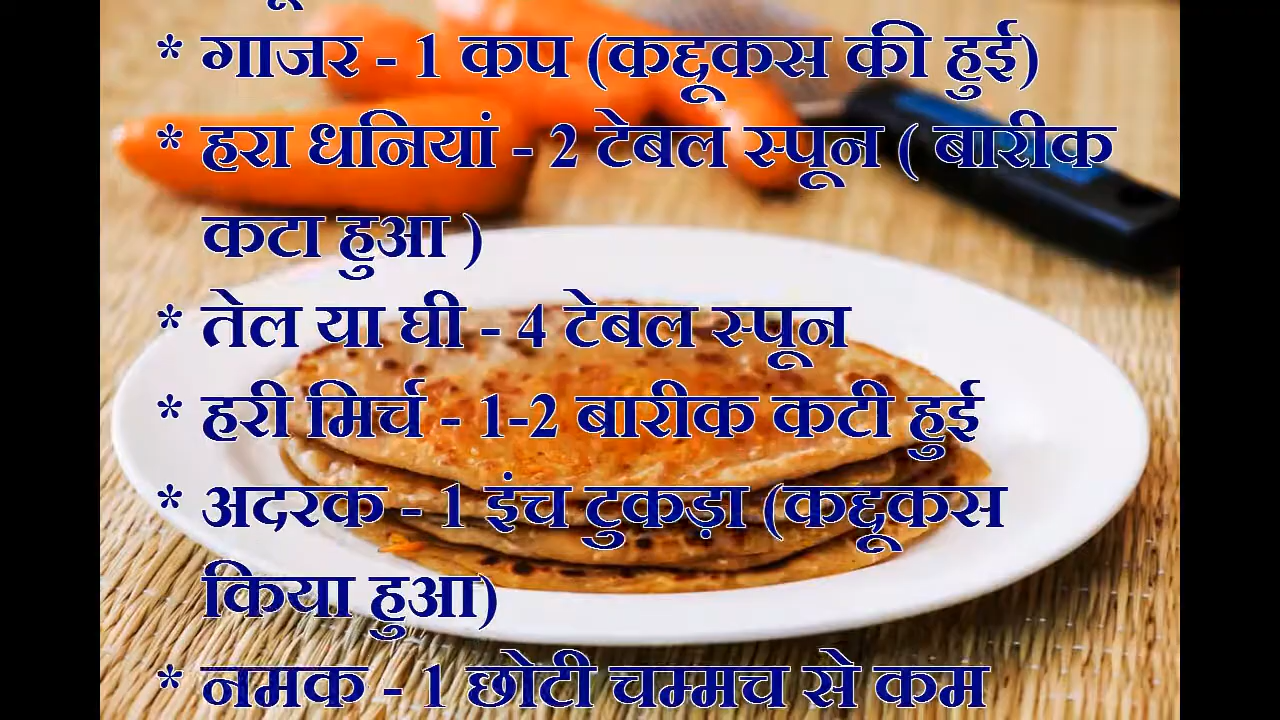 * गाजर - 1 कप (कद्दूकस की हुई)
* हरा धनियां - 2 टेबल स्पून ( बारीक
कटा हुआ )
* तेल या घी - 4 टेबल स्पून
* हरी मिर्च - 1-2 बारीक कटी हुई
* अदरक - 1 इंच टुकड़ा (कद्दूकस
किया हुआ)
* नमक - 1 छोटी चम्मच से कम